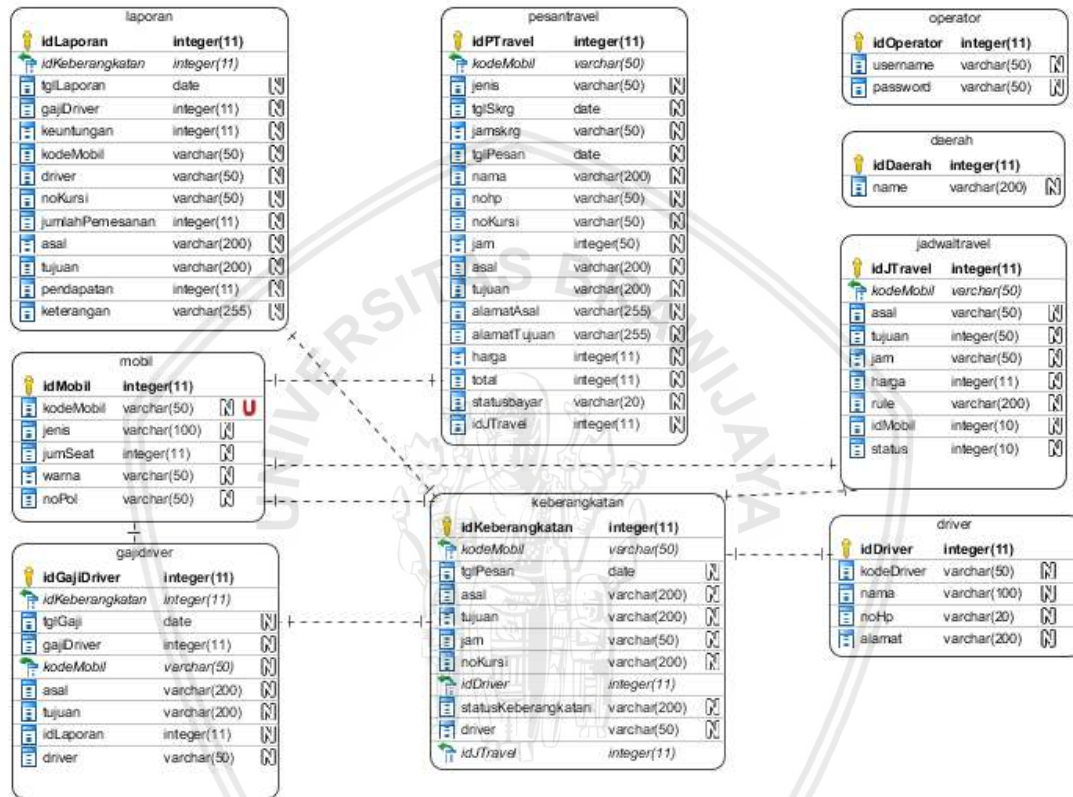 laporan
idLaporan integer(11)
idKeberangkatan integer(11)
tglLaporan date N
gajiDriver integer(11) N
keuntungan integer(11) N
kodeMobil varchar(50) N
driver varchar(50) N
noKursi varchar(50) N
jumlahPemesanan integer(11) N
asal varchar(200) N
tujuan varchar(200) N
pendapatan integer(11) N
keterangan varchar(255) N
mobil
idMobil integer(11)
kodeMobil varchar(50) N U
jenis varchar(100) N
jumSeat integer(11) N
warna varchar(50) N
noPol varchar(50) N
gajidriver
idGajiDriver integer(11)
idKeberangkatan integer(11)
tglGaji date N
gajiDriver integer(11) N
kodeMobil varchar(50) N
asal varchar(200) N
tujuan varchar(200) N
idLaporan integer(11) N
driver varchar(50) N
pesantravel
idPTravel integer(11)
kodeMobil varchar(50)
jenis varchar(50) N
tglSkrg date N
jamskrg varchar(50) N
tglPesan date N
nama varchar(200) N
nohp varchar(50) N
noKursi varchar(50) N
jam integer(50) N
asal varchar(200) N
tujuan varchar(200) N
alamatAsal varchar(255) N
alamatTujuan varchar(255) N
harga integer(11) N
total integer(11) N
statusbayar varchar(20) N
idJTravel integer(11) N
keberangkatan
idKeberangkatan integer(11)
kodeMobil varchar(50)
tglPesan date N
asal varchar(200) N
tujuan varchar(200) N
jam varchar(50) N
noKursi varchar(200) N
idDriver integer(11)
statusKeberangkatan varchar(200) N
driver varchar(50) N
idJTravel integer(11)
operator
idOperator integer(11)
username varchar(50) N
password varchar(50) N
daerah
idDaerah integer(11)
name varchar(200) N
jadwaltravel
idJTravel integer(11)
kodeMobil varchar(50)
asal varchar(50) N
tujuan integer(50) N
jam varchar(50) N
harga integer(11) N
rule varchar(200) N
idMobil integer(10) N
status integer(10) N
driver
idDriver integer(11)
kodeDriver varchar(50) N
nama varchar(100) N
noHp varchar(20) N
alamat varchar(200) N
UNIVERSITAS BRAWIJAYA